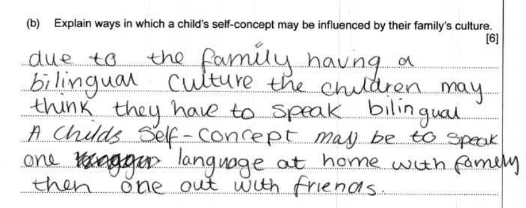 (b) Explain ways in which a child's self-concept may be influenced by their family's culture.
[6]
due to the family having a
bilingual culture the children may
think they have to speak bilingual
A childs self-concept may be to speak
one language at home with family
then one out with friends.